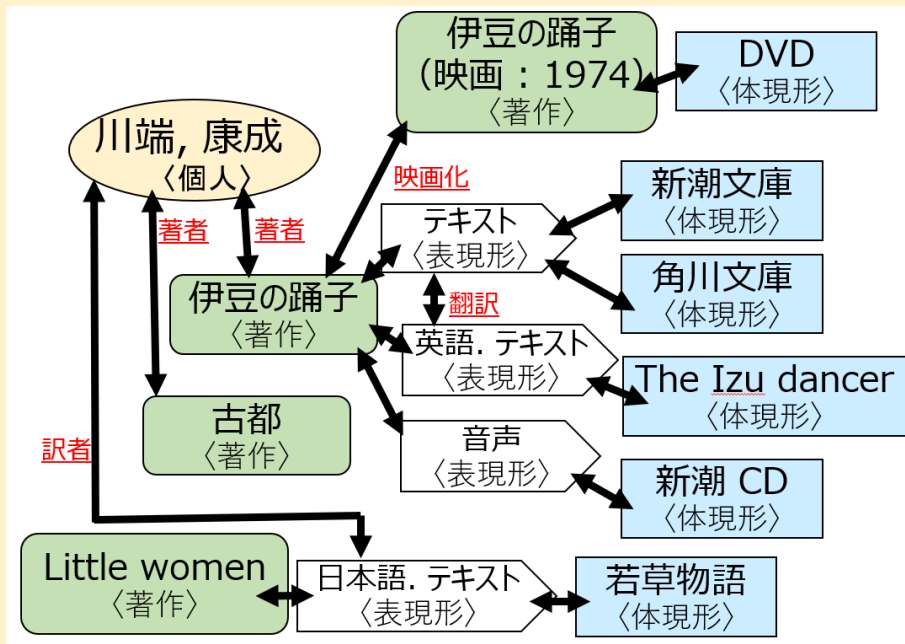 伊豆の踊子
(映画:1974)
〈著作〉
DVD
〈体現形〉
川端, 康成
〈個人〉
映画化
新潮文庫
〈体現形〉
テキスト
〈表現形〉
著者
著者
角川文庫
〈体現形〉
伊豆の踊子
〈著作〉
翻訳
英語. テキスト
〈表現形〉
The Izu dancer
〈体現形〉
古都
〈著作〉
訳者
音声
〈表現形〉
新潮 CD
〈体現形〉
Little women
〈著作〉
日本語. テキスト
〈表現形〉
若草物語
〈体現形〉